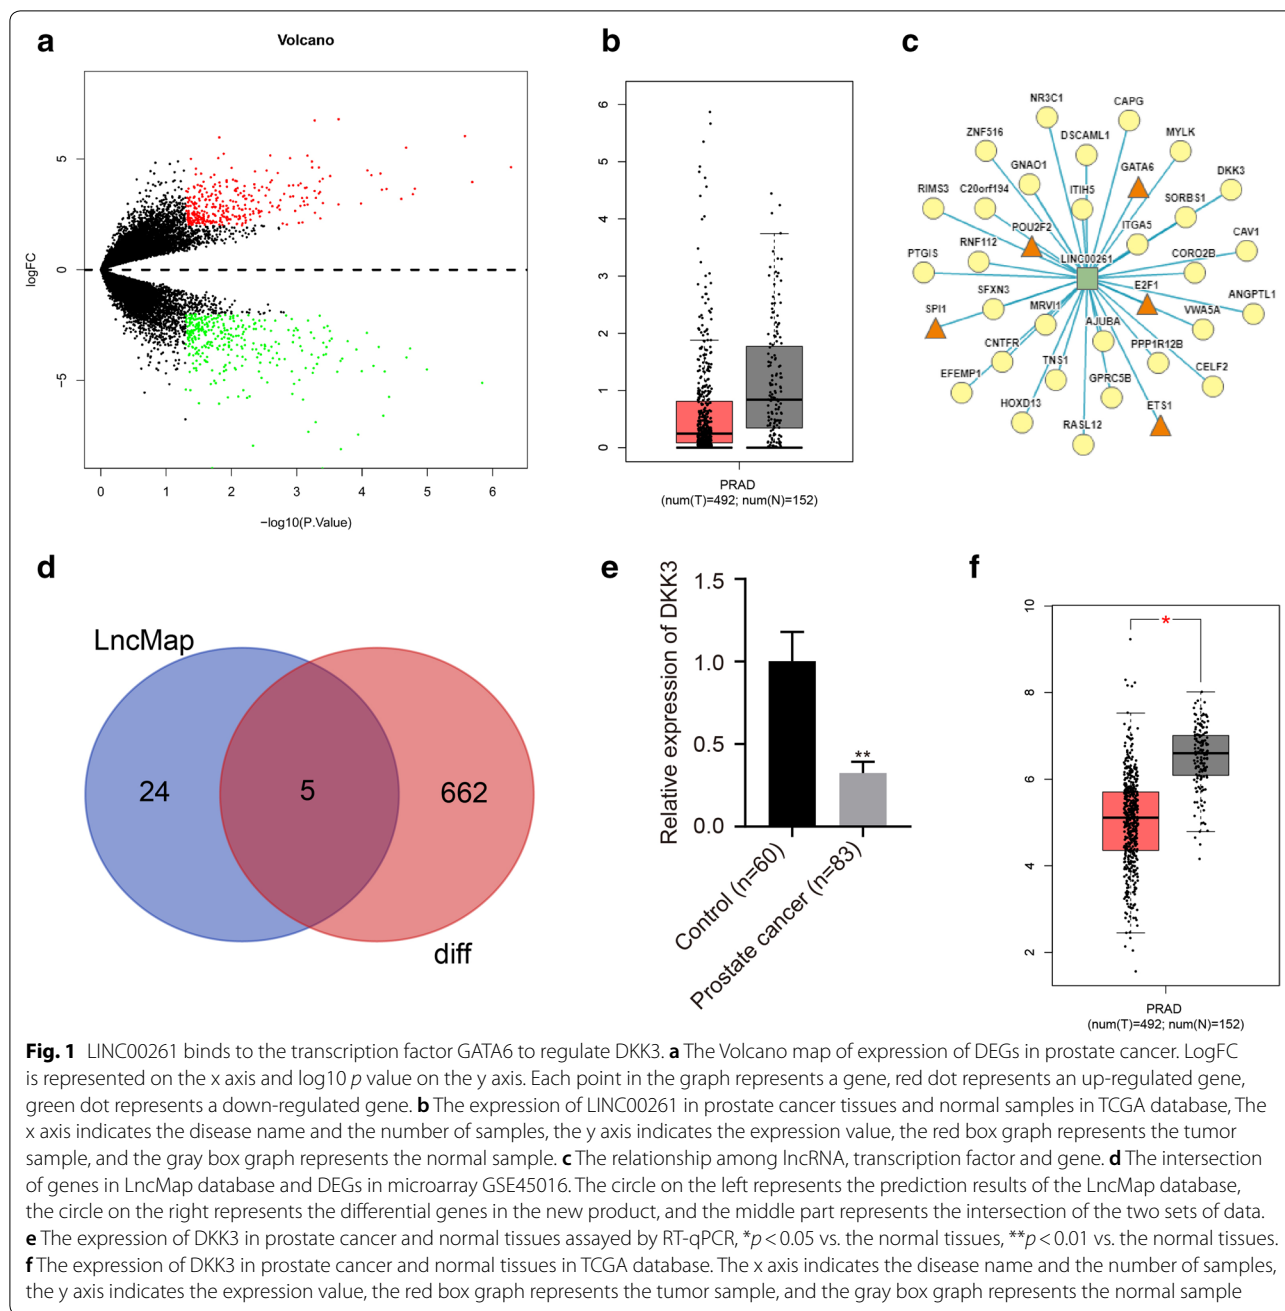 a
Volcano
logFC
5
0
−5
0 1 2 3 4 5 6
−log10(P.Value)
b
6
5
4
3
2
1
0
PRAD
(num(T)=492; num(N)=152)
c
NR3C1
CAPG
ZNF516
DSCAML1
MYLK
GNAO1
GATA6
DKK3
RIMS3
C20orf194
ITIH5
SORBS1
POU2F2
ITGA5
CAV1
PTGIS
RNF112
LINC00261
CORO2B
SFXN3
E2F1
ANGPTL1
SPI1
MRVI1
VWA5A
AJUBA
CNTFR
PPP1R12B
EFEMP1
TNS1
GPRC5B
CELF2
HOXD13
ETS1
RASL12
d
LncMap
24
5
662
diff
e
Relative expression of DKK3
1.5
1.0
0.5
0.0
**
Control (n=60)
Prostate cancer (n=83)
f
10
8
6
4
2
*
PRAD
(num(T)=492; num(N)=152)
Fig. 1 LINC00261 binds to the transcription factor GATA6 to regulate DKK3. a The Volcano map of expression of DEGs in prostate cancer. LogFC
is represented on the x axis and log10 p value on the y axis. Each point in the graph represents a gene, red dot represents an up-regulated gene,
green dot represents a down-regulated gene. b The expression of LINC00261 in prostate cancer tissues and normal samples in TCGA database, The
x axis indicates the disease name and the number of samples, the y axis indicates the expression value, the red box graph represents the tumor
sample, and the gray box graph represents the normal sample. c The relationship among lncRNA, transcription factor and gene. d The intersection
of genes in LncMap database and DEGs in microarray GSE45016. The circle on the left represents the prediction results of the LncMap database,
the circle on the right represents the differential genes in the new product, and the middle part represents the intersection of the two sets of data.
e The expression of DKK3 in prostate cancer and normal tissues assayed by RT-qPCR, *p < 0.05 vs. the normal tissues, **p < 0.01 vs. the normal tissues.
f The expression of DKK3 in prostate cancer and normal tissues in TCGA database. The x axis indicates the disease name and the number of samples,
the y axis indicates the expression value, the red box graph represents the tumor sample, and the gray box graph represents the normal sample